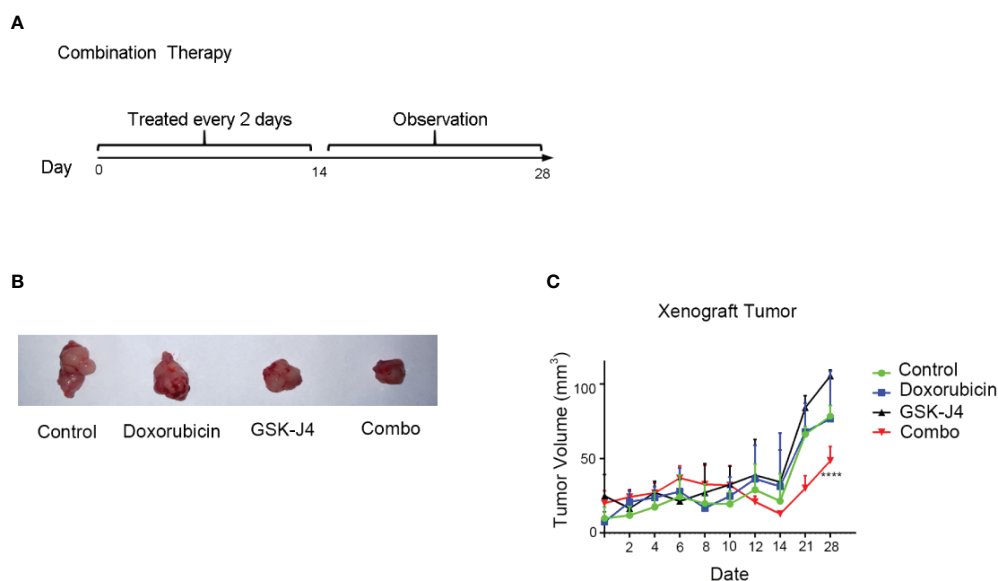 A
Combination Therapy
Treated every 2 days
Observation
Day
0
14
28
B
Control
Doxorubicin
GSK-J4
Combo
C
Xenograft Tumor
Tumor Volume (mm³)
100
50
0
2
4
6
8
10
12
14
21
28
Date
****
Control
Doxorubicin
GSK-J4
Combo